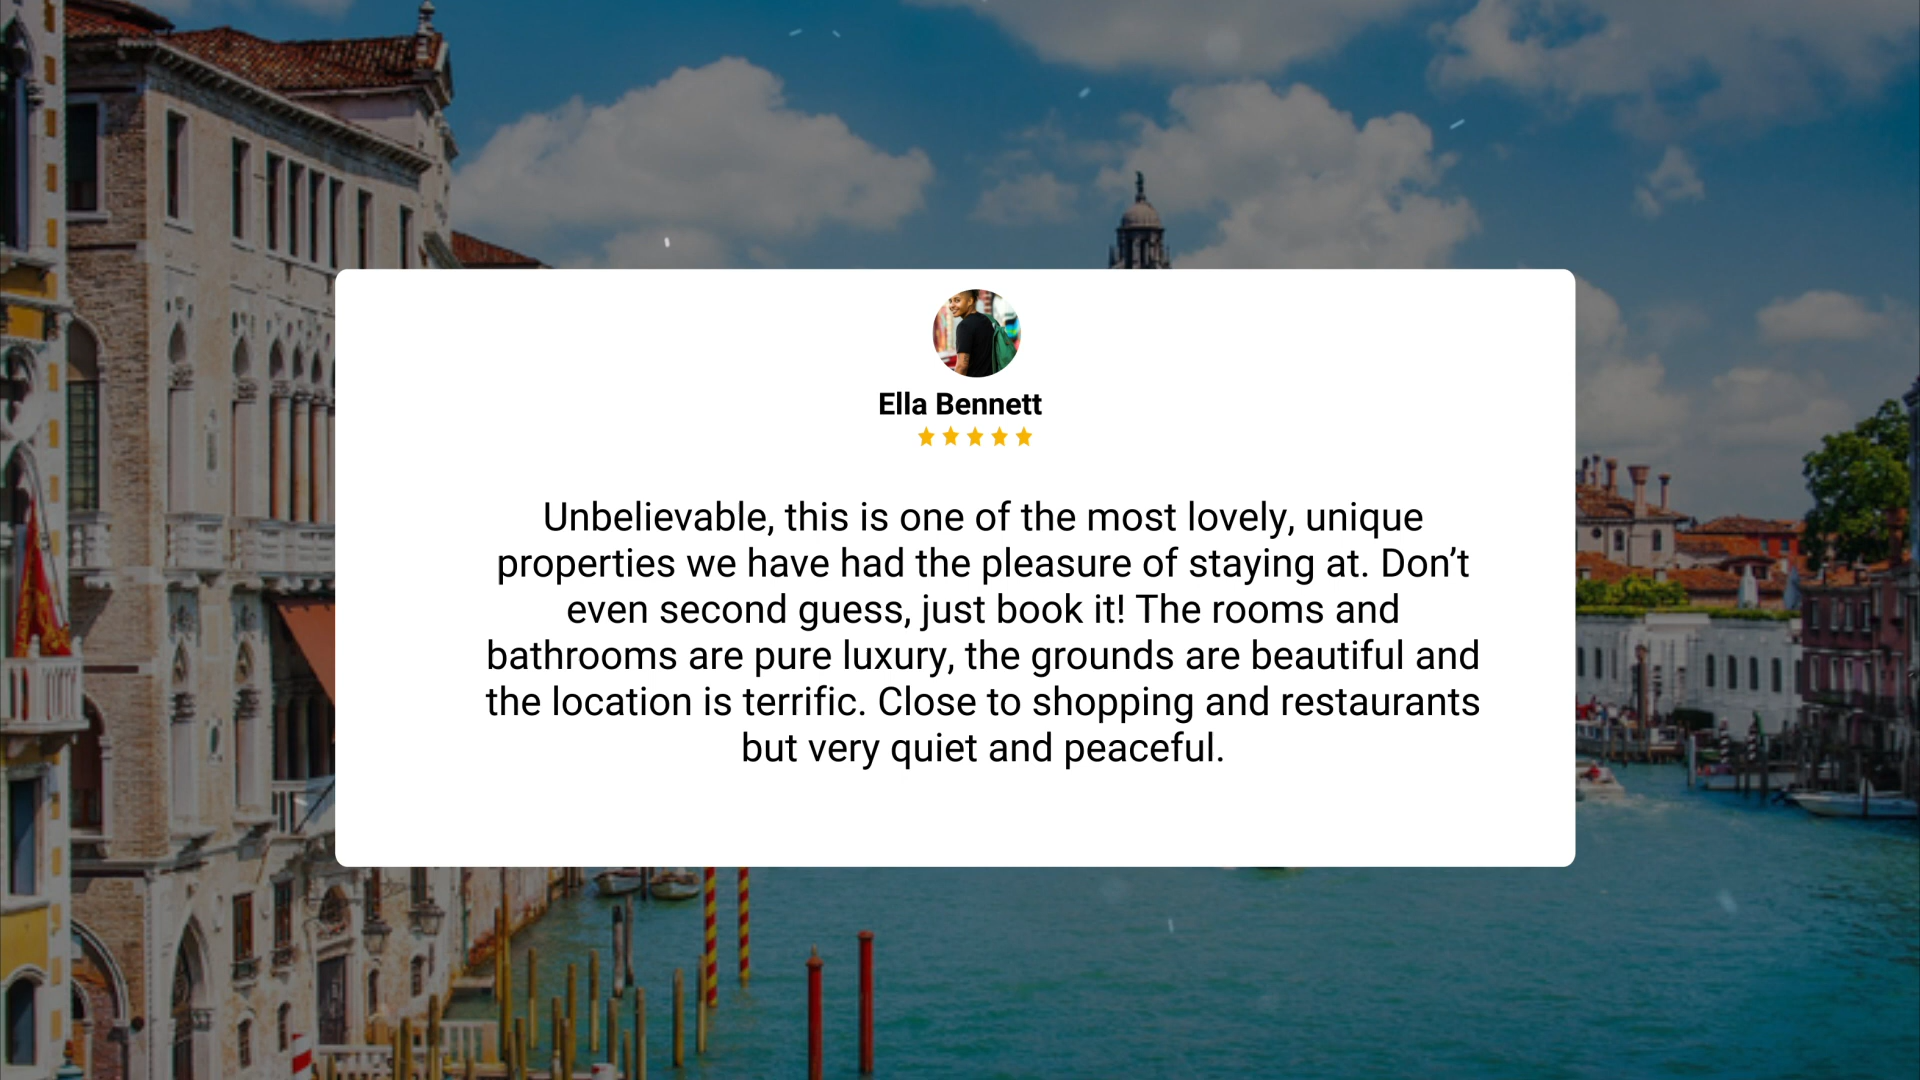 Ella Bennett
Unbelievable, this is one of the most lovely, unique
properties we have had the pleasure of staying at. Don’t
even second guess, just book it! The rooms and
bathrooms are pure luxury, the grounds are beautiful and
the location is terrific. Close to shopping and restaurants
but very quiet and peaceful.